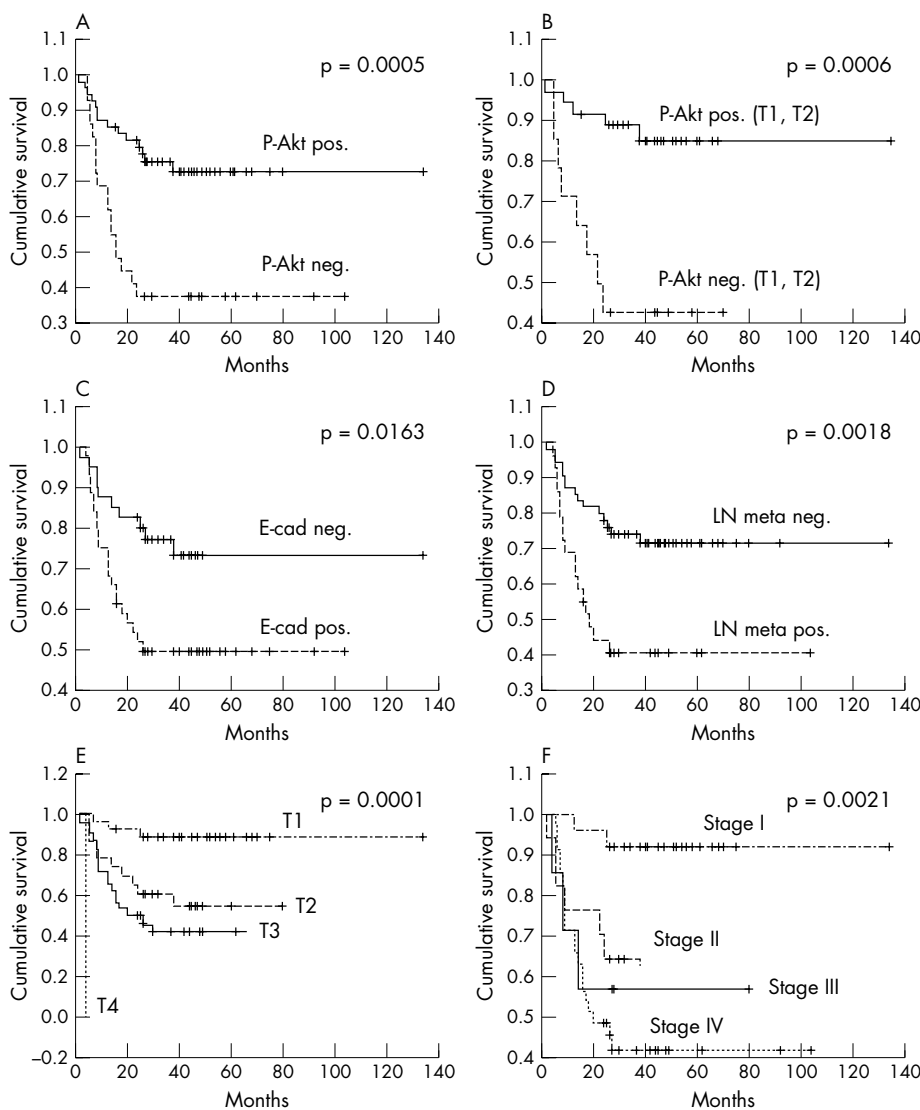 A
1.1
1.0
0.9
0.8
0.7
0.6
0.5
0.4
0.3
0 20 40 60 80 100 120 140
Cumulative survival
Months
p = 0.0005
P-Akt pos.
P-Akt neg.
B
1.1
1.0
0.9
0.8
0.7
0.6
0.5
0.4
0 20 40 60 80 100 120 140
Cumulative survival
Months
p = 0.0006
P-Akt pos. (T1, T2)
P-Akt neg. (T1, T2)
C
1.1
1.0
0.9
0.8
0.7
0.6
0.5
0.4
0 20 40 60 80 100 120 140
Cumulative survival
Months
p = 0.0163
E-cad neg.
E-cad pos.
D
1.1
1.0
0.9
0.8
0.7
0.6
0.5
0.4
0.3
0 20 40 60 80 100 120 140
Cumulative survival
Months
p = 0.0018
LN meta neg.
LN meta pos.
E
1.2
1.0
0.8
0.6
0.4
0.2
0.0
–0.2
0 20 40 60 80 100 120 140
Cumulative survival
Months
p = 0.0001
T1
T2
T3
T4
F
1.1
1.0
0.9
0.8
0.7
0.6
0.5
0.4
0 20 40 60 80 100 120 140
Cumulative survival
Months
p = 0.0021
Stage I
Stage II
Stage III
Stage IV